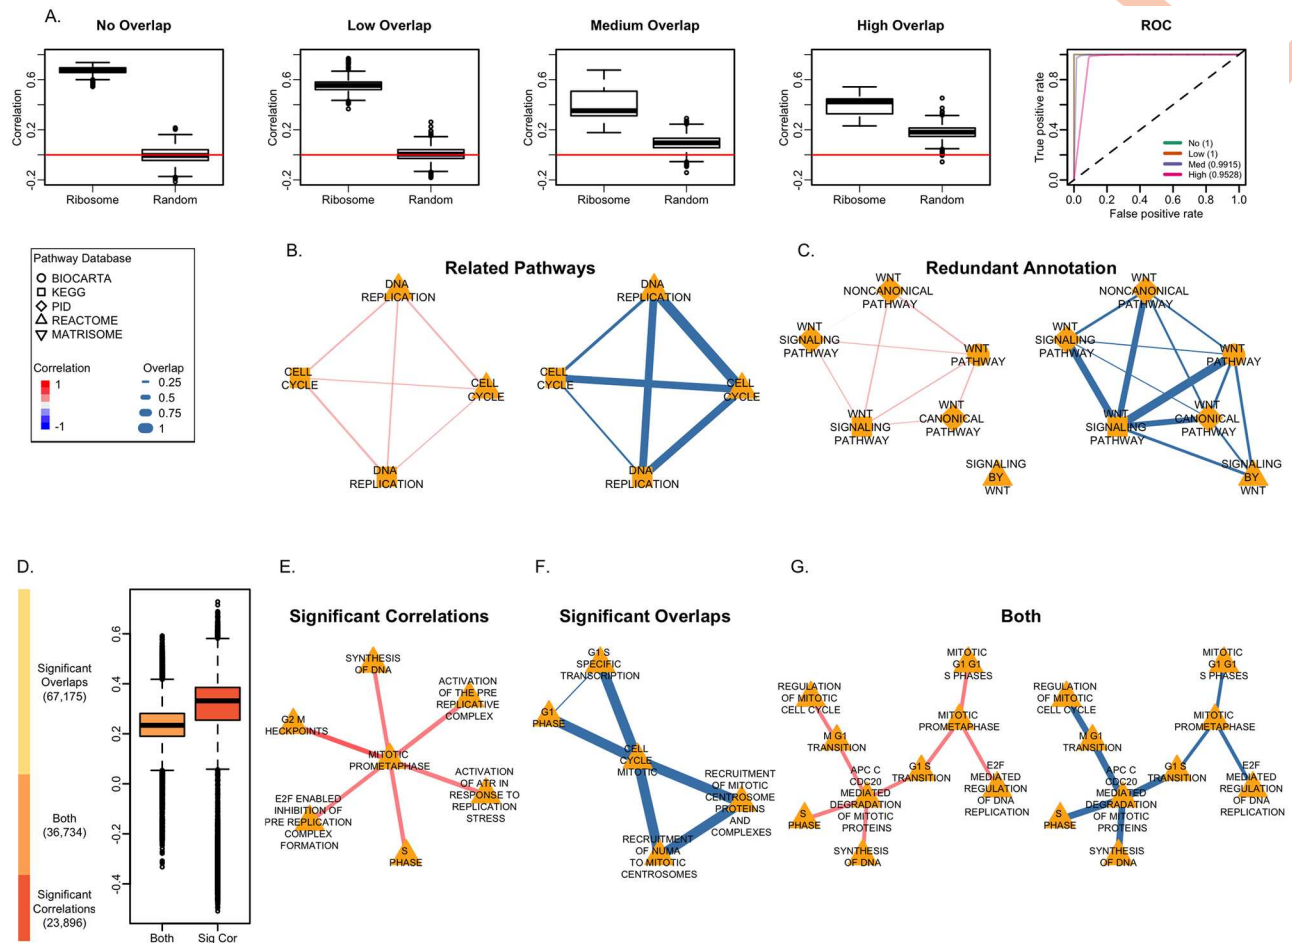 A.
No Overlap
Low Overlap
Medium Overlap
High Overlap
ROC
Correlation
0.6
0.2
-0.2
Ribosome
Random
Correlation
0.6
0.2
-0.2
Ribosome
Random
Correlation
0.6
0.2
-0.2
Ribosome
Random
Correlation
0.6
0.2
-0.2
Ribosome
Random
True positive rate
0.8
0.4
0.0
No (1)
Low (1)
Med (0.9915)
High (0.9528)
0.0
0.2
0.4
0.6
0.8
1.0
False positive rate
Pathway Database
BIOCARTA
KEGG
PID
REACTOME
MATRISOME
Correlation
1
-1
Overlap
0.25
0.5
0.75
1
B.
Related Pathways
DNA
REPLICATION
CELL
CYCLE
CELL
CYCLE
DNA
REPLICATION
DNA
REPLICATION
CELL
CYCLE
CELL
CYCLE
DNA
REPLICATION
C.
Redundant Annotation
WNT
NONCANONICAL
PATHWAY
WNT
SIGNALING
PATHWAY
WNT
PATHWAY
WNT
SIGNALING
PATHWAY
WNT
CANONICAL
PATHWAY
SIGNALING
BY
WNT
WNT
NONCANONICAL
PATHWAY
WNT
SIGNALING
PATHWAY
WNT
PATHWAY
WNT
SIGNALING
PATHWAY
WNT
CANONICAL
PATHWAY
SIGNALING
BY
WNT
D.
Significant
Overlaps
(67,175)
Both
(36,734)
Significant
Correlations
(23,896)
0.6
0.4
0.2
0.0
-0.2
-0.4
Both
Sig Cor
E.
Significant Correlations
SYNTHESIS
OF DNA
ACTIVATION
OF THE PRE
REPLICATIVE
COMPLEX
G2 M
HECKPOINTS
MITOTIC
PROMETAPHASE
ACTIVATION
OF ATR IN
RESPONSE TO
REPLICATION
STRESS
E2F ENABLED
INHIBITION OF
PRE REPLICATION
COMPLEX
FORMATION
S
PHASE
F.
Significant Overlaps
G1 S
SPECIFIC
TRANSCRIPTION
G1
PHASE
CELL
CYCLE
MITOTIC
RECRUITMENT
OF MITOTIC
CENTROSOME
PROTEINS
AND
COMPLEXES
RECRUITMENT
OF NUMA
TO MITOTIC
CENTROSOMES
G.
Both
MITOTIC
G1 G1
S PHASES
REGULATION
OF MITOTIC
CELL CYCLE
MITOTIC
PROMETAPHASE
M G1
TRANSITION
G1 S
TRANSITION
APC C
CDC20
MEDIATED
DEGRADATION
OF MITOTIC
PROTEINS
E2F
MEDIATED
REGULATION
OF DNA
REPLICATION
S
PHASE
SYNTHESIS
OF DNA
MITOTIC
G1 G1
S PHASES
REGULATION
OF MITOTIC
CELL CYCLE
MITOTIC
PROMETAPHASE
M G1
TRANSITION
G1 S
TRANSITION
APC C
CDC20
MEDIATED
DEGRADATION
OF MITOTIC
PROTEINS
E2F
MEDIATED
REGULATION
OF DNA
REPLICATION
S
PHASE
SYNTHESIS
OF DNA